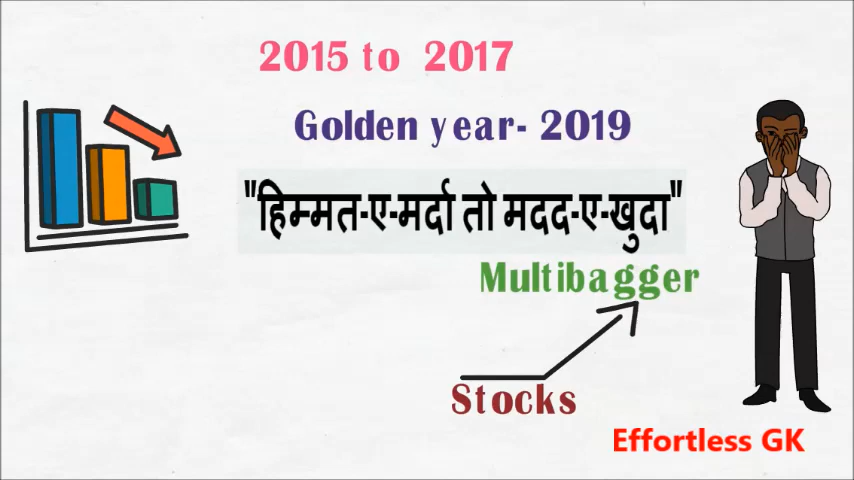 2015 to 2017
Golden year- 2019
"हिम्मत-ए-मर्दा तो मदद-ए-खुदा"
Multibagger
Stocks
Effortless GK